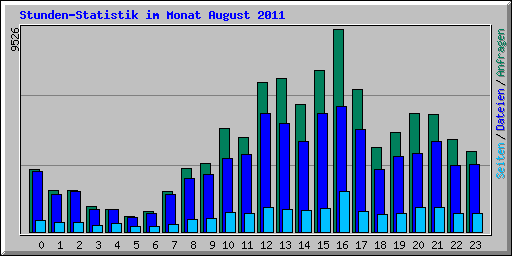 Stunden-Statistik im Monat August 2011
9526
Seiten / Dateien / Anfragen
0 1 2 3 4 5 6 7 8 9 10 11 12 13 14 15 16 17 18 19 20 21 22 23